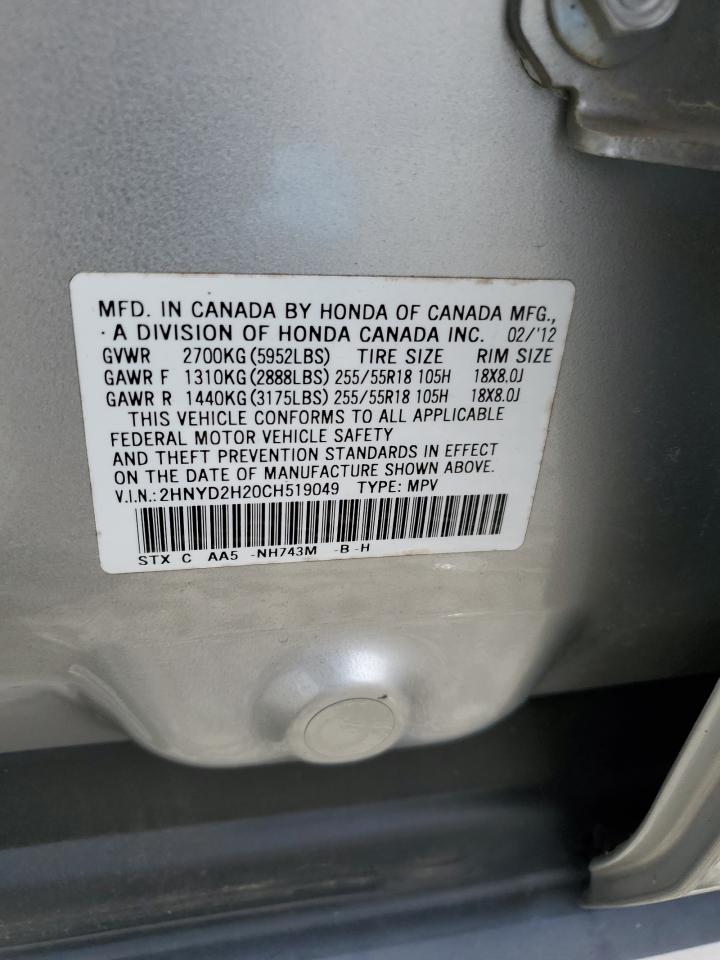 MFD. IN CANADA BY HONDA OF CANADA MFG.,
· A DIVISION OF HONDA CANADA INC. 02/'12
GVWR 2700KG (5952LBS) TIRE SIZE RIM SIZE
GAWR F 1310KG (2888LBS) 255/55R18 105H 18X8.0J
GAWR R 1440KG (3175LBS) 255/55R18 105H 18X8.0J
THIS VEHICLE CONFORMS TO ALL APPLICABLE
FEDERAL MOTOR VEHICLE SAFETY
AND THEFT PREVENTION STANDARDS IN EFFECT
ON THE DATE OF MANUFACTURE SHOWN ABOVE.
V.I.N.: 2HNYD2H20CH519049 TYPE: MPV
STX C AA5 -NH743M -B -H